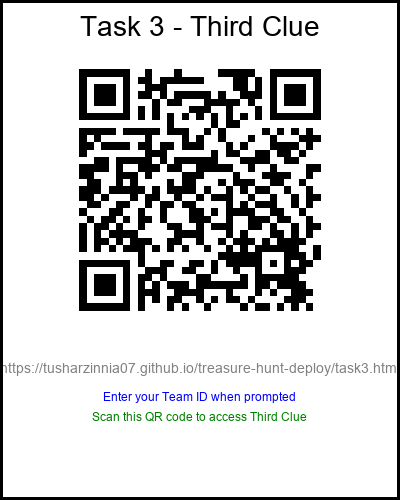 Task 3 - Third Clue
https://tusharzinnia07.github.io/treasure-hunt-deploy/task3.htm
Enter your Team ID when prompted
Scan this QR code to access Third Clue